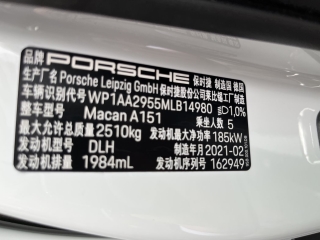 品牌 PORSCHE 保时捷 制造国 德国
生产厂名 Porsche Leipzig GmbH 保时捷股份公司莱比锡工厂制造
车辆识别代号 WP1AA2955MLB14980 1,0%
整车型号 Macan A151 乘坐人数 5
最大允许总质量 2510kg 发动机最大净功率 185kW
发动机型号 DLH 制造年月 2021-02
发动机排量 1984mL 发动机序列号 162949